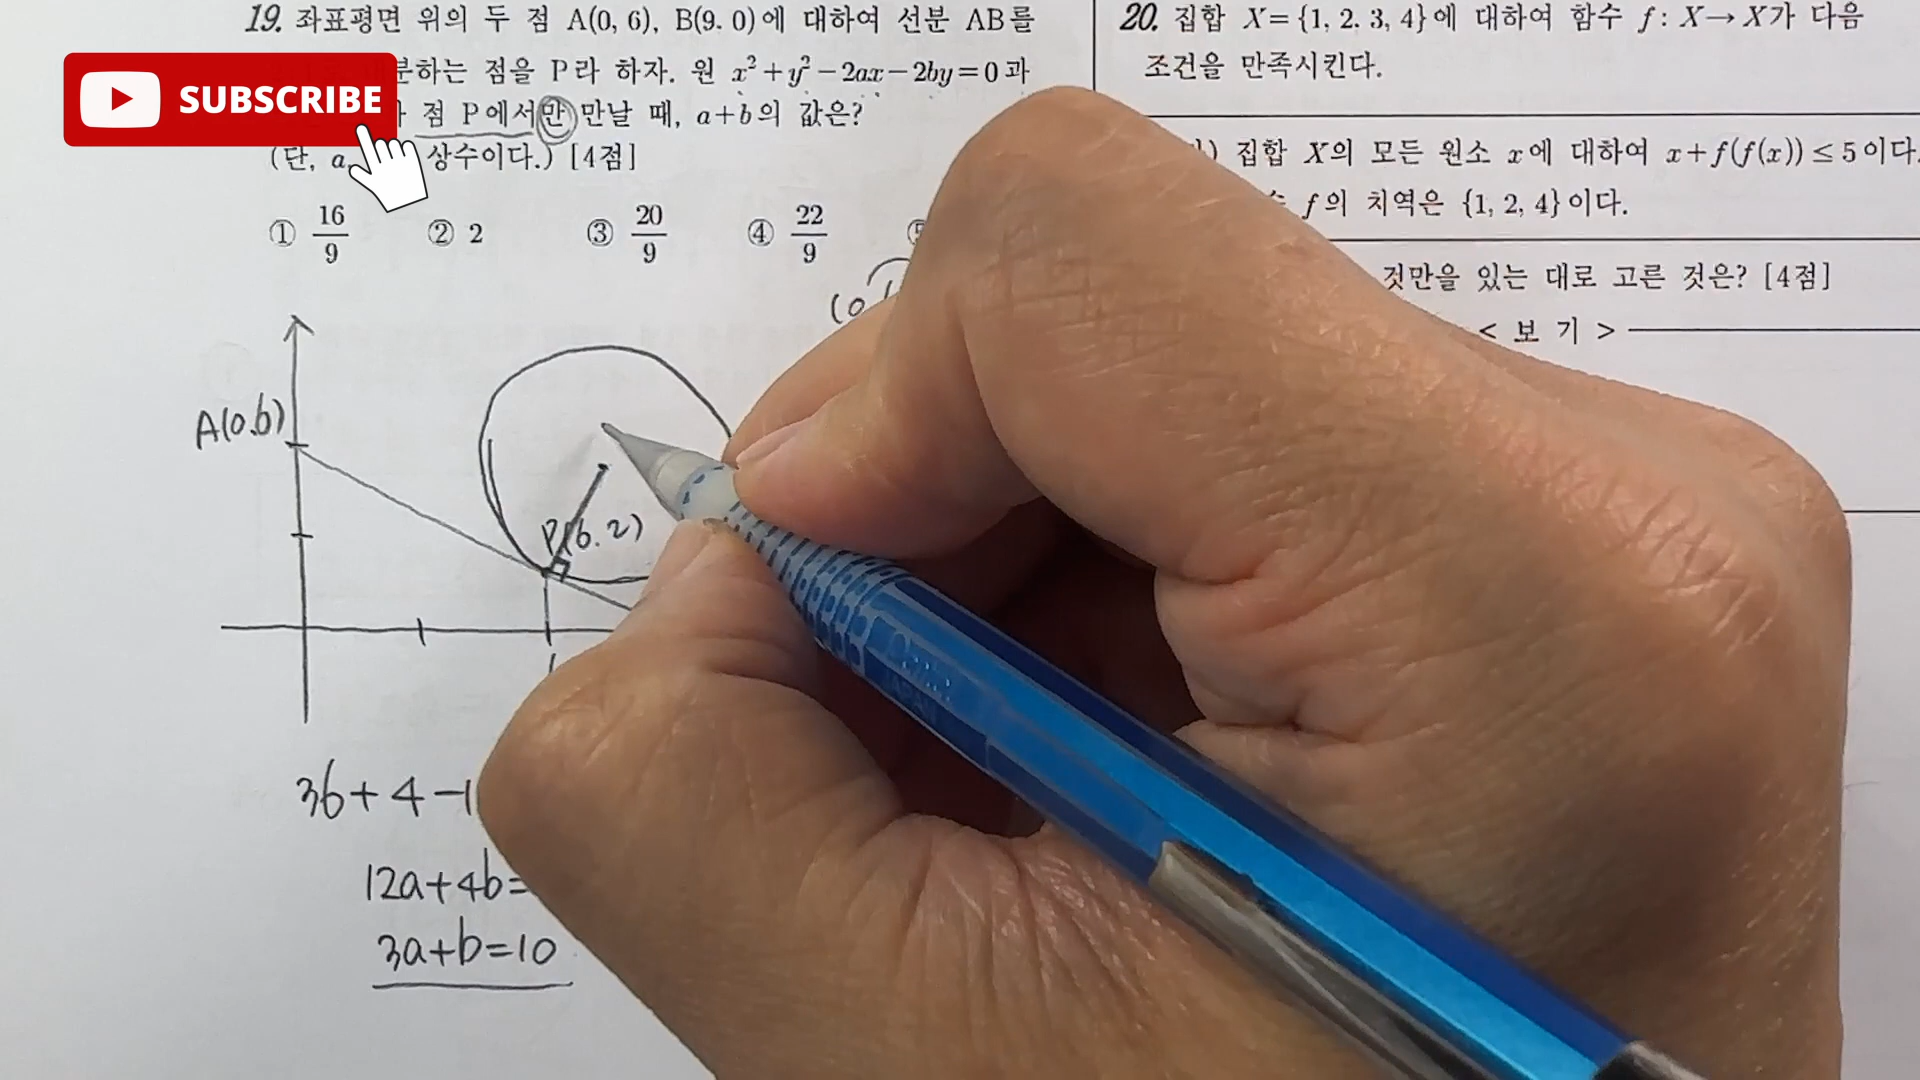 19. 좌표평면 위의 두 점 A(0, 6), B(9. 0)에 대하여 선분 AB를
분하는 점을 P라 하자. 원 x²+y²-2ax-2by=0과
SUBSCRIBE
점 P에서만 만날 때, a+b의 값은?
(단, a, 상수이다.) [4점]
① 16/9 ② 2 ③ 20/9 ④ 22/9
A(0.6)
P(6.2)
36+4-1
12a+4b=
3a+b=10
20. 집합 X={1, 2. 3, 4}에 대하여 함수 f: X→X가 다음
조건을 만족시킨다.
) 집합 X의 모든 원소 x에 대하여 x+f(f(x))≤5이다.
f의 치역은 {1, 2, 4}이다.
것만을 있는 대로 고른 것은? [4점]
< 보 기 >